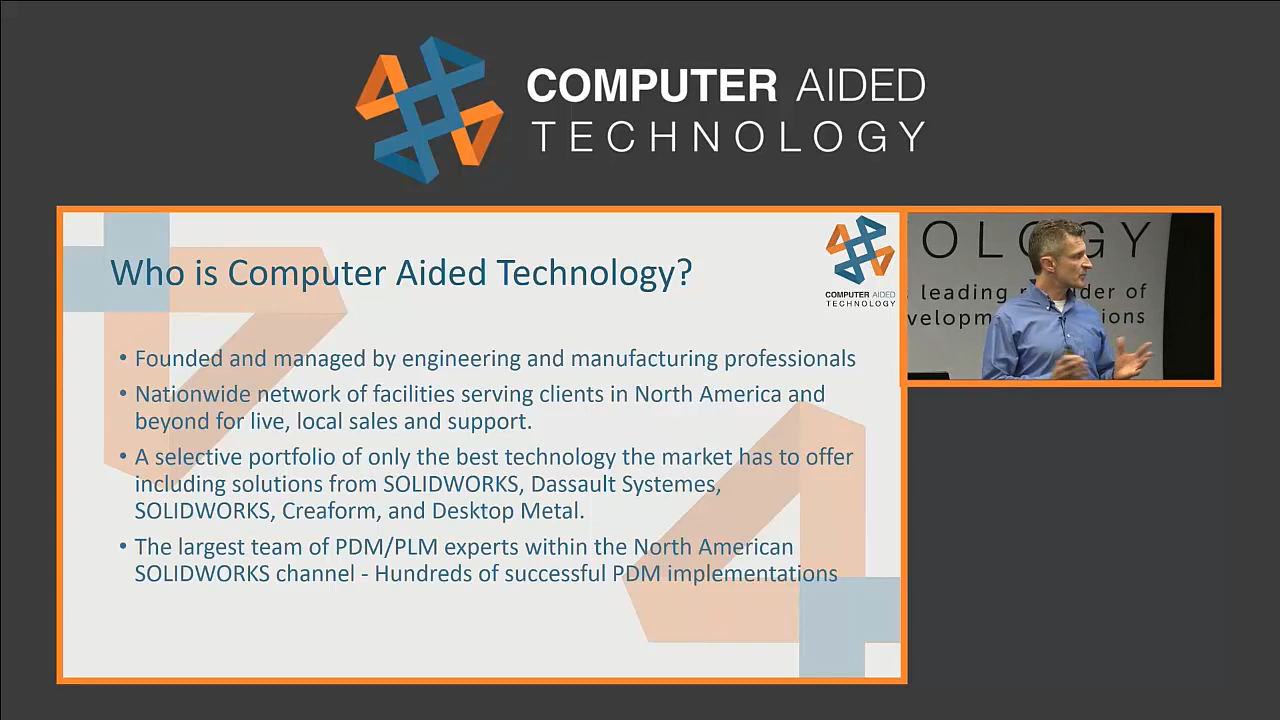 COMPUTER AIDED
TECHNOLOGY
Who is Computer Aided Technology?
COMPUTER AIDED
TECHNOLOGY
• Founded and managed by engineering and manufacturing professionals
• Nationwide network of facilities serving clients in North America and
beyond for live, local sales and support.
• A selective portfolio of only the best technology the market has to offer
including solutions from SOLIDWORKS, Dassault Systemes,
SOLIDWORKS, Creaform, and Desktop Metal.
• The largest team of PDM/PLM experts within the North American
SOLIDWORKS channel - Hundreds of successful PDM implementations
OLOGY
leading der of